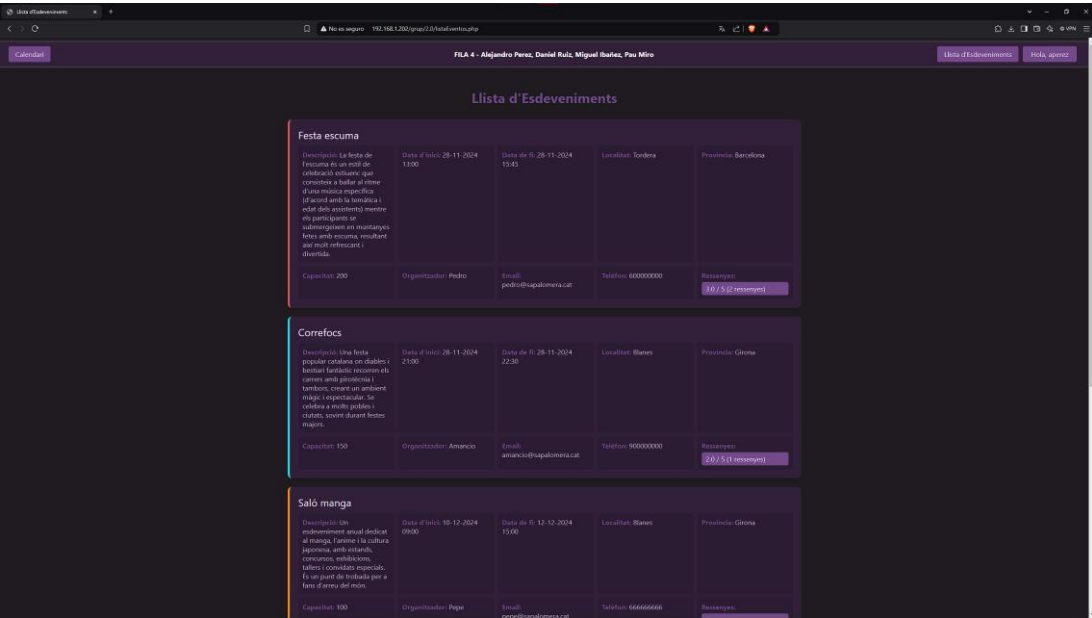 Llista d'Esdeveniments
No es seguro 192.168.1.202/grup/2.0/listaEventos.php
VPN
Calendari
FILA 4 - Alejandro Perez, Daniel Ruiz, Miguel Ibañez, Pau Miro
Llista d'Esdeveniments
Hola, aperez
Llista d'Esdeveniments
Festa escuma
Descripció: La festa de
l'escuma és un estil de
celebració estiuenc que
consisteix a ballar al ritme
d'una música específica
(d'acord amb la temàtica i
edat dels assistents) mentre
els participants se
submergeixen en muntanyes
fetes amb escuma, resultant
així molt refrescant i
divertida.
Data d'inici: 28-11-2024
13:00
Data de fi: 28-11-2024
15:45
Localitat: Tordera
Provincia: Barcelona
Capacitat: 200
Organitzador: Pedro
Email:
pedro@sapalomera.cat
Telèfon: 600000000
Ressenyes:
3.0 / 5 (2 ressenyes)
Correfocs
Descripció: Una festa
popular catalana on diables i
bestiari fantàstic recorren els
carrers amb pirotècnia i
tambors, creant un ambient
màgic i espectacular. Se
celebra a molts pobles i
ciutats, sovint durant festes
majors.
Data d'inici: 28-11-2024
21:00
Data de fi: 28-11-2024
22:30
Localitat: Blanes
Provincia: Girona
Capacitat: 150
Organitzador: Amancio
Email:
amancio@sapalomera.cat
Telèfon: 900000000
Ressenyes:
2.0 / 5 (1 ressenyes)
Saló manga
Descripció: Un
esdeveniment anual dedicat
al manga, l'anime i la cultura
japonesa, amb estands,
concursos, exhibicions,
tallers i convidats especials.
És un punt de trobada per a
fans d'arreu del món.
Data d'inici: 10-12-2024
09:00
Data de fi: 12-12-2024
15:00
Localitat: Blanes
Provincia: Girona
Capacitat: 100
Organitzador: Pepe
Email:
pepe@sapalomera.cat
Telèfon: 666666666
Ressenyes: